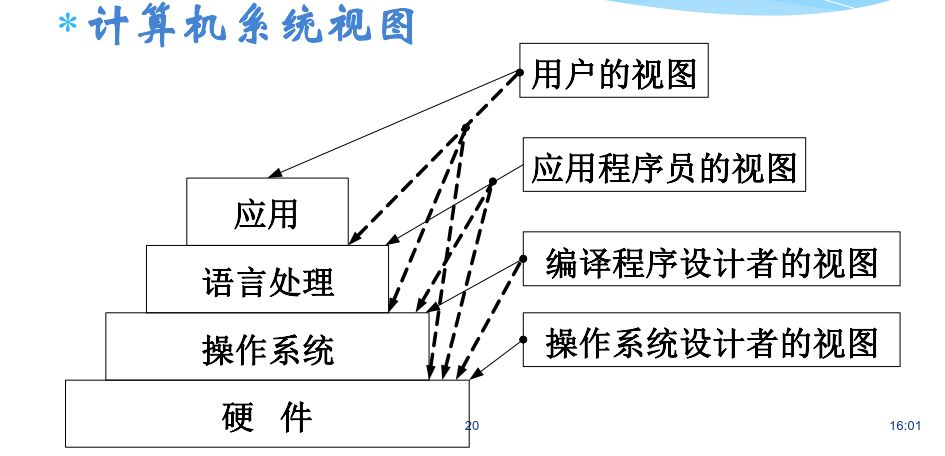 *计算机系统视图
用户的视图
应用程序员的视图
应用
编译程序设计者的视图
语言处理
操作系统设计者的视图
操作系统
硬 件
20
16:01